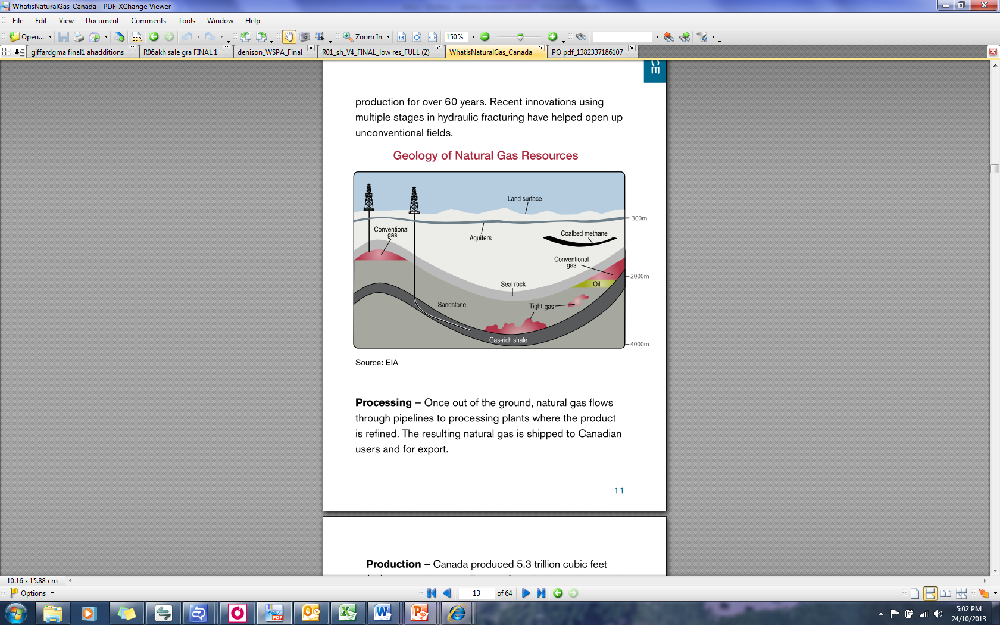 WhatisNaturalGas_Canada - PDF-XChange Viewer
File Edit View Document Comments Tools Window Help
Open... OCR Zoom In 1:1 150%
giffardgma final1 ahadditions R06akh sale gra FINAL 1 denison_WSPA_Final R01_sh_V4_FINAL_low res_FULL (2) WhatisNaturalGas_Canada PO pdf_1382337186107
CE
production for over 60 years. Recent innovations using
multiple stages in hydraulic fracturing have helped open up
unconventional fields.
Geology of Natural Gas Resources
Land surface
300m
Conventional
gas
Aquifers
Coalbed methane
Conventional
gas
2000m
Seal rock
Oil
Sandstone
Tight gas
Gas-rich shale
4000m
Source: EIA
Processing – Once out of the ground, natural gas flows
through pipelines to processing plants where the product
is refined. The resulting natural gas is shipped to Canadian
users and for export.
11
Production – Canada produced 5.3 trillion cubic feet
10.16 x 15.88 cm
Options 13 of 64
PDF
5:02 PM
24/10/2013